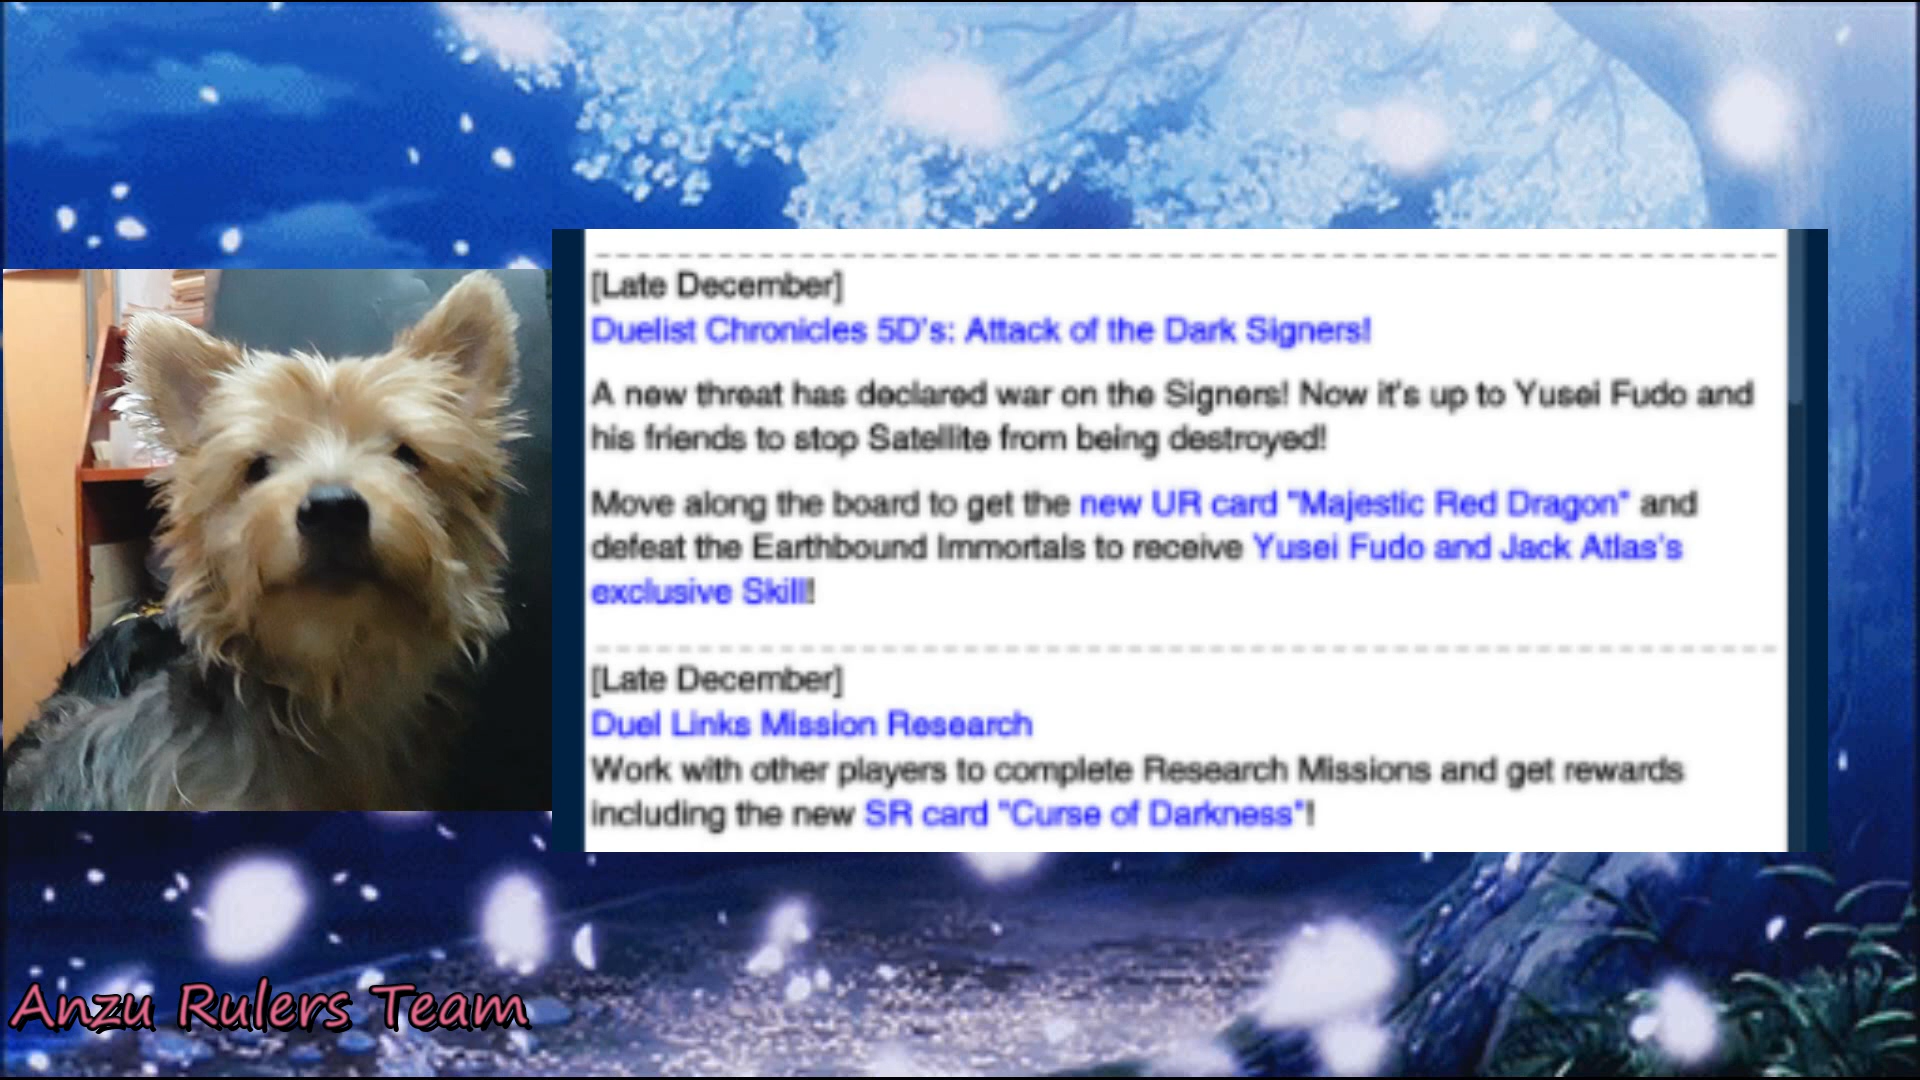 [Late December]
Duelist Chronicles 5D's: Attack of the Dark Signers!
A new threat has declared war on the Signers! Now it's up to Yusei Fudo and
his friends to stop Satellite from being destroyed!
Move along the board to get the new UR card "Majestic Red Dragon" and
defeat the Earthbound Immortals to receive Yusei Fudo and Jack Atlas's
exclusive Skill!
[Late December]
Duel Links Mission Research
Work with other players to complete Research Missions and get rewards
including the new SR card "Curse of Darkness"!
Anzu Rulers Team